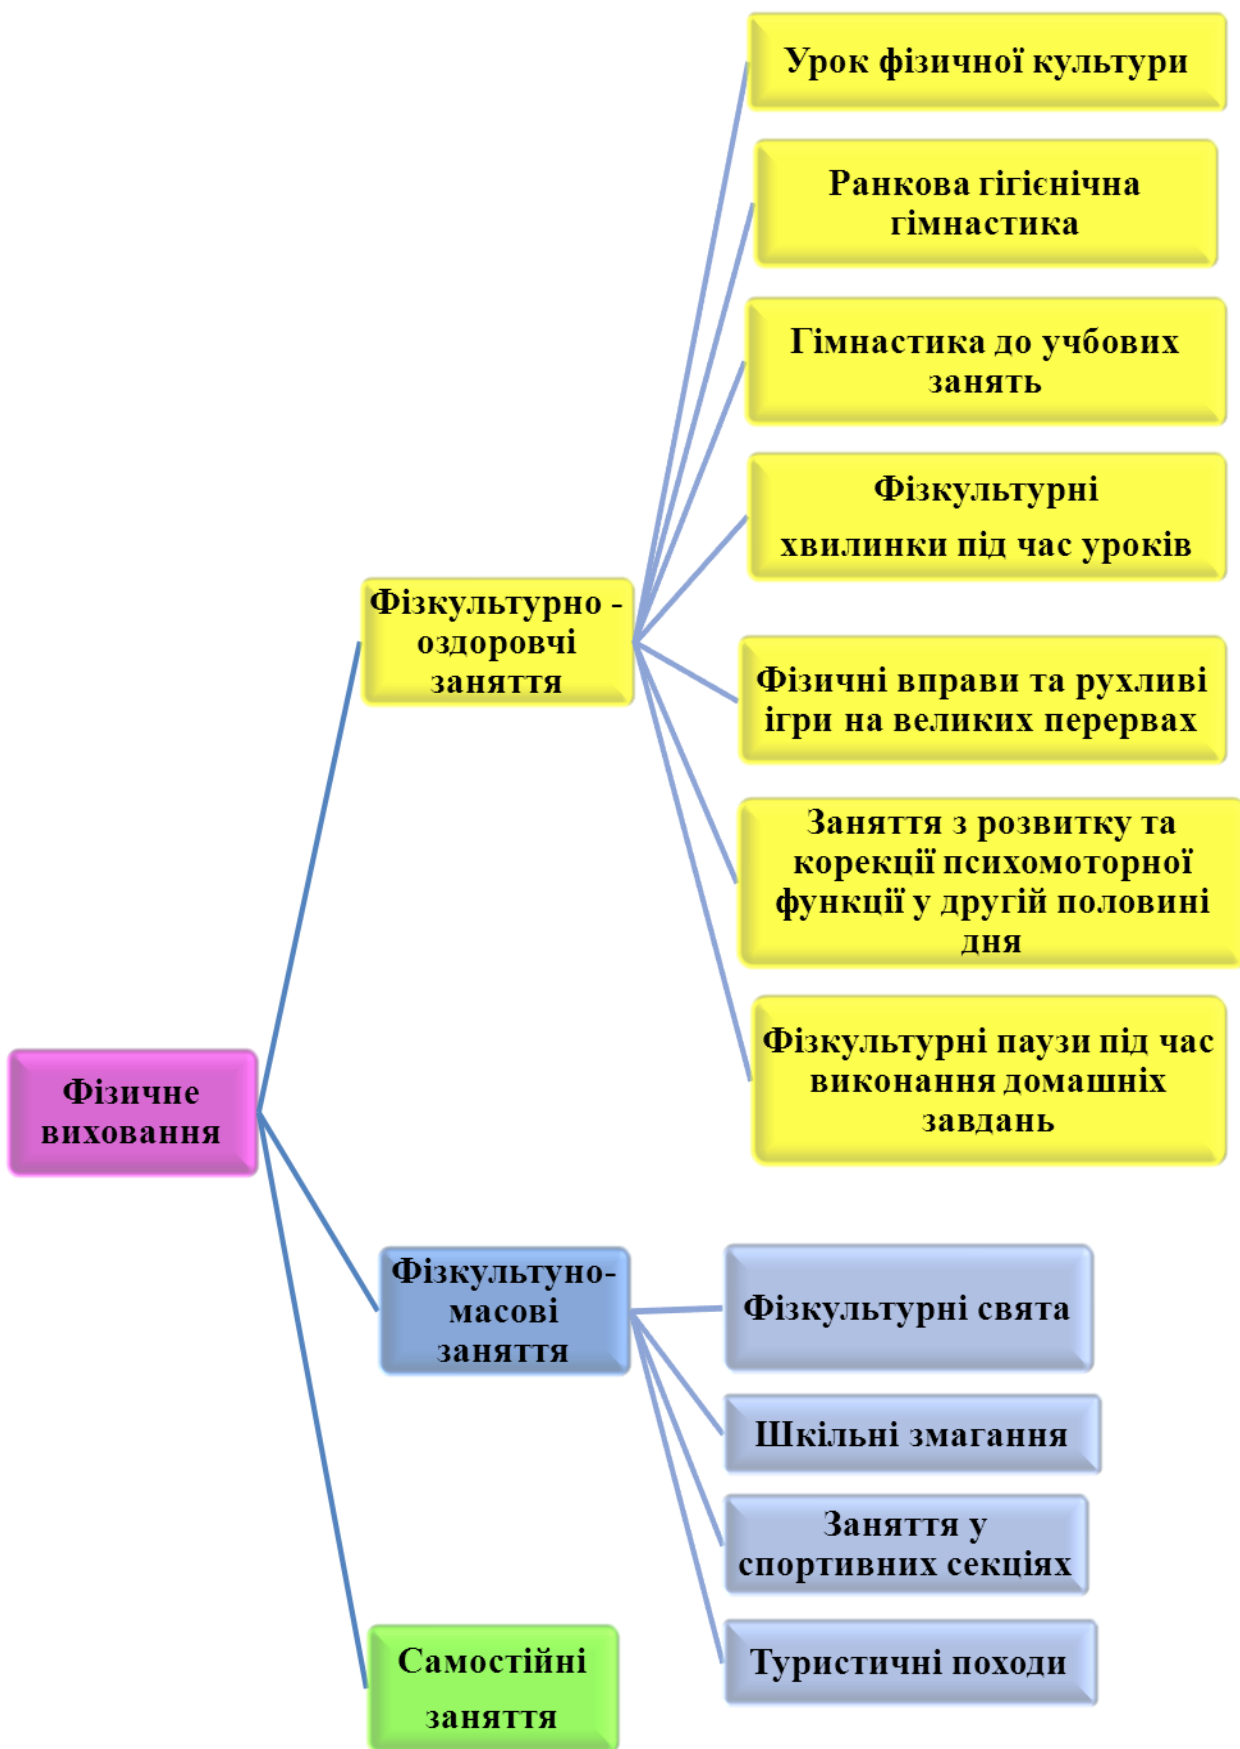 Урок фізичної культури
Ранкова гігієнічна
гімнастика
Гімнастика до учбових
занять
Фізкультурні
хвилинки під час уроків
Фізкультурно -
оздоровчі
заняття
Фізичні вправи та рухливі
ігри на великих перервах
Заняття з розвитку та
корекції психомоторної
функції у другій половині
дня
Фізкультурні паузи під час
виконання домашніх
завдань
Фізичне
виховання
Фізкультуно-
масові
заняття
Фізкультурні свята
Шкільні змагання
Заняття у
спортивних секціях
Туристичні походи
Самостійні
заняття